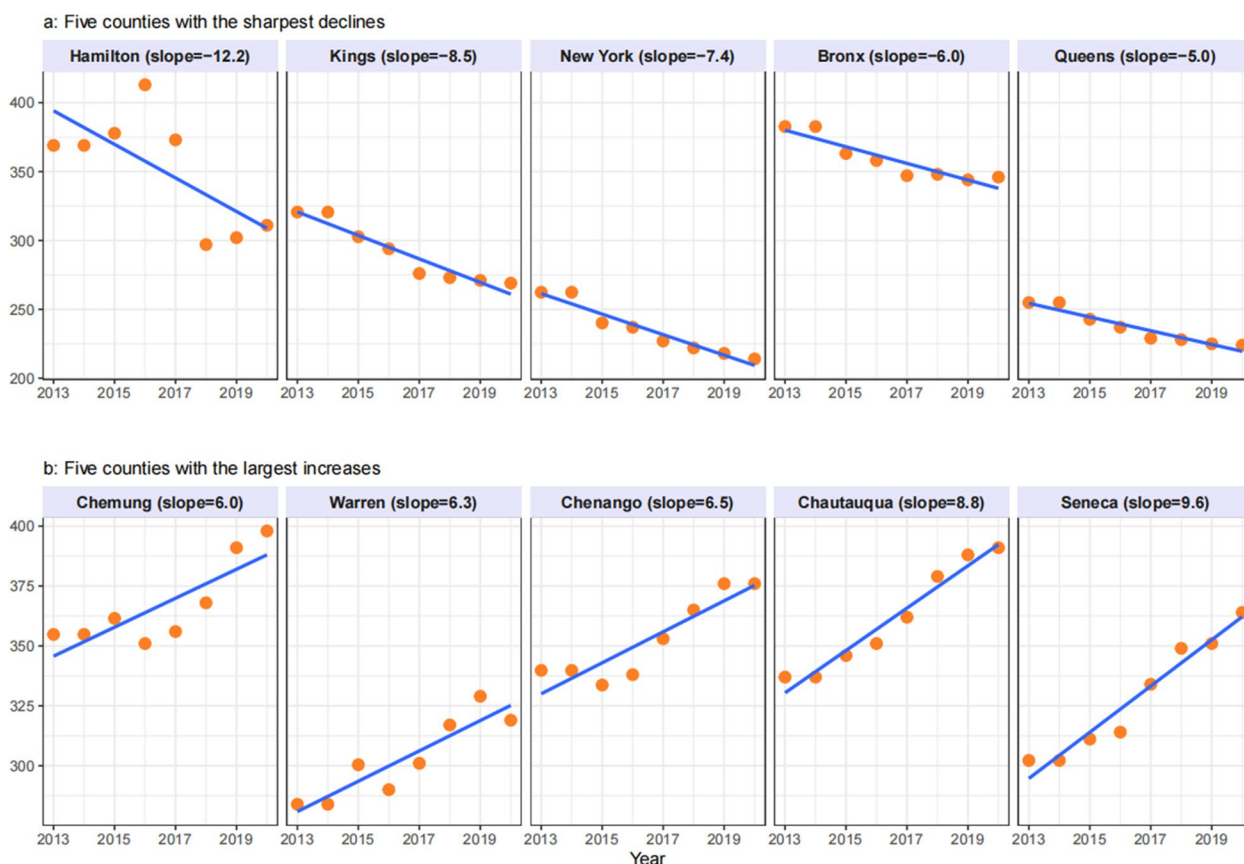 a: Five counties with the sharpest declines
Hamilton (slope=−12.2) Kings (slope=−8.5) New York (slope=−7.4) Bronx (slope=−6.0) Queens (slope=−5.0)
400
350
300
250
200
2013 2015 2017 2019 2013 2015 2017 2019 2013 2015 2017 2019 2013 2015 2017 2019 2013 2015 2017 2019
b: Five counties with the largest increases
Chemung (slope=6.0) Warren (slope=6.3) Chenango (slope=6.5) Chautauqua (slope=8.8) Seneca (slope=9.6)
400
375
350
325
300
2013 2015 2017 2019 2013 2015 2017 2019 2013 2015 2017 2019 2013 2015 2017 2019 2013 2015 2017 2019
Year